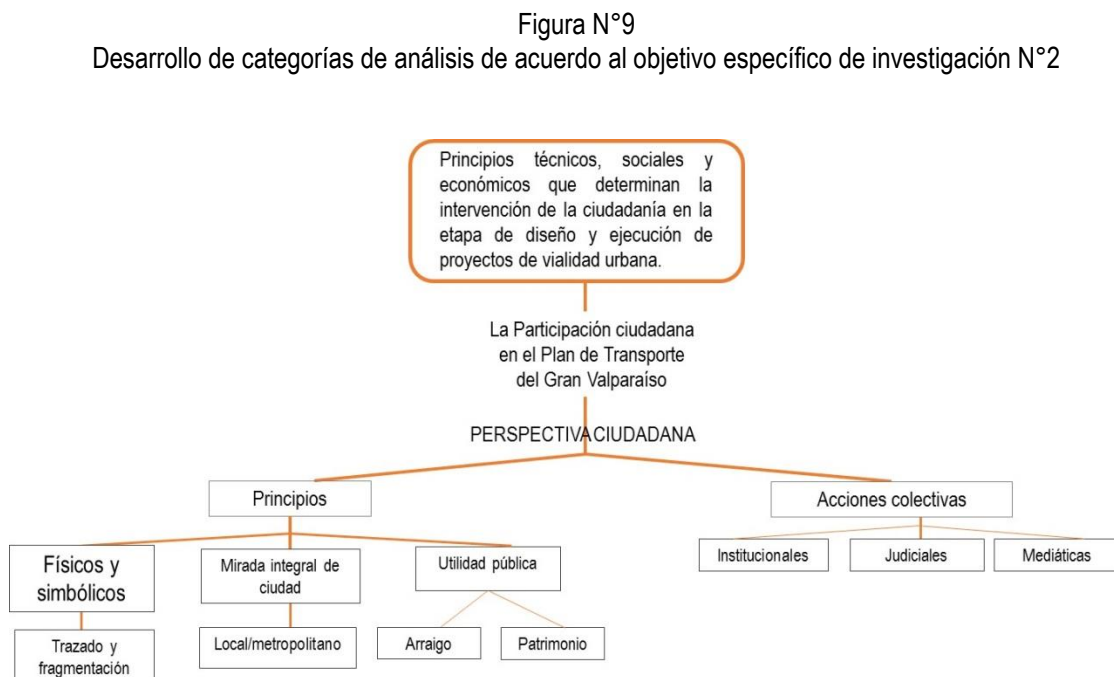 Figura N°9
Desarrollo de categorías de análisis de acuerdo al objetivo específico de investigación N°2
Principios técnicos, sociales y
económicos que determinan la
intervención de la ciudadanía en la
etapa de diseño y ejecución de
proyectos de vialidad urbana.
La Participación ciudadana
en el Plan de Transporte
del Gran Valparaíso
PERSPECTIVA CIUDADANA
Principios
Acciones colectivas
Físicos y
simbólicos
Mirada integral de
ciudad
Utilidad pública
Institucionales
Judiciales
Mediáticas
Trazado y
fragmentación
Local/metropolitano
Arraigo
Patrimonio